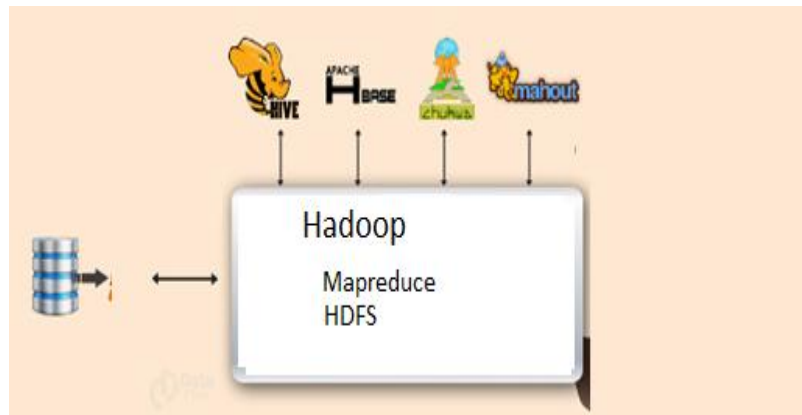 HIVE
APACHE
HBASE
chukwa
mahout
Hadoop
Mapreduce
HDFS